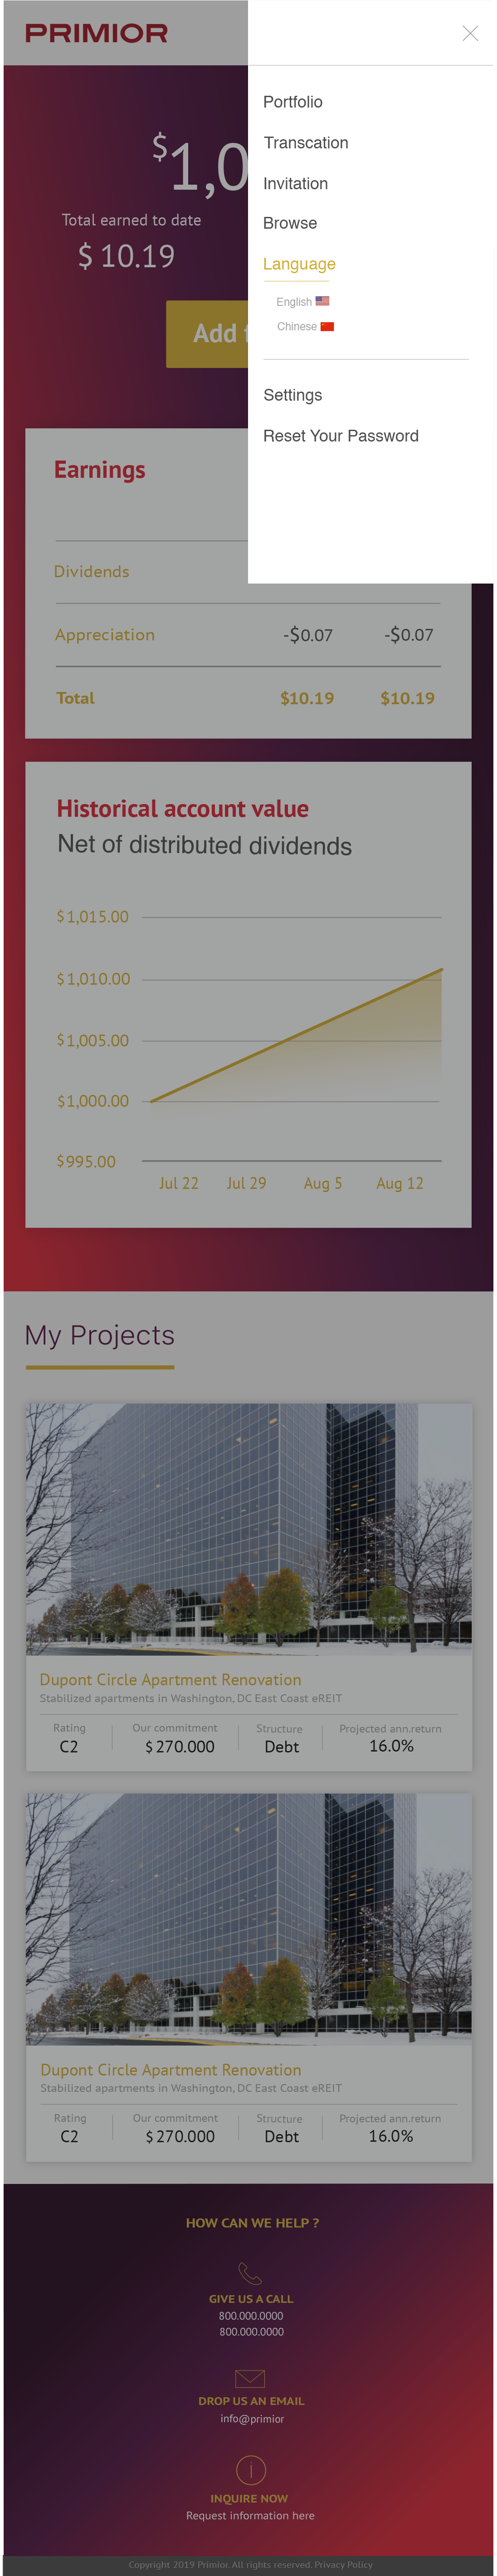 PRIMIOR
Portfolio
Transcation
Invitation
Browse
Language
English
Chinese
Settings
Reset Your Password
$1,0
Total earned to date
$ 10.19
Add
Earnings
Dividends
Appreciation -$0.07 -$0.07
Total $10.19 $10.19
Historical account value
Net of distributed dividends
$1,015.00
$1,010.00
$1,005.00
$1,000.00
$995.00
Jul 22 Jul 29 Aug 5 Aug 12
My Projects
Dupont Circle Apartment Renovation
Stabilized apartments in Washington, DC East Coast eREIT
Rating Our commitment Structure Projected ann.return
C2 $270.000 Debt 16.0%
Dupont Circle Apartment Renovation
Stabilized apartments in Washington, DC East Coast eREIT
Rating Our commitment Structure Projected ann.return
C2 $270.000 Debt 16.0%
HOW CAN WE HELP ?
GIVE US A CALL
800.000.0000
800.000.0000
DROP US AN EMAIL
info@primior
INQUIRE NOW
Request information here
Copyright 2019 Primior. All rights reserved. Privacy Policy